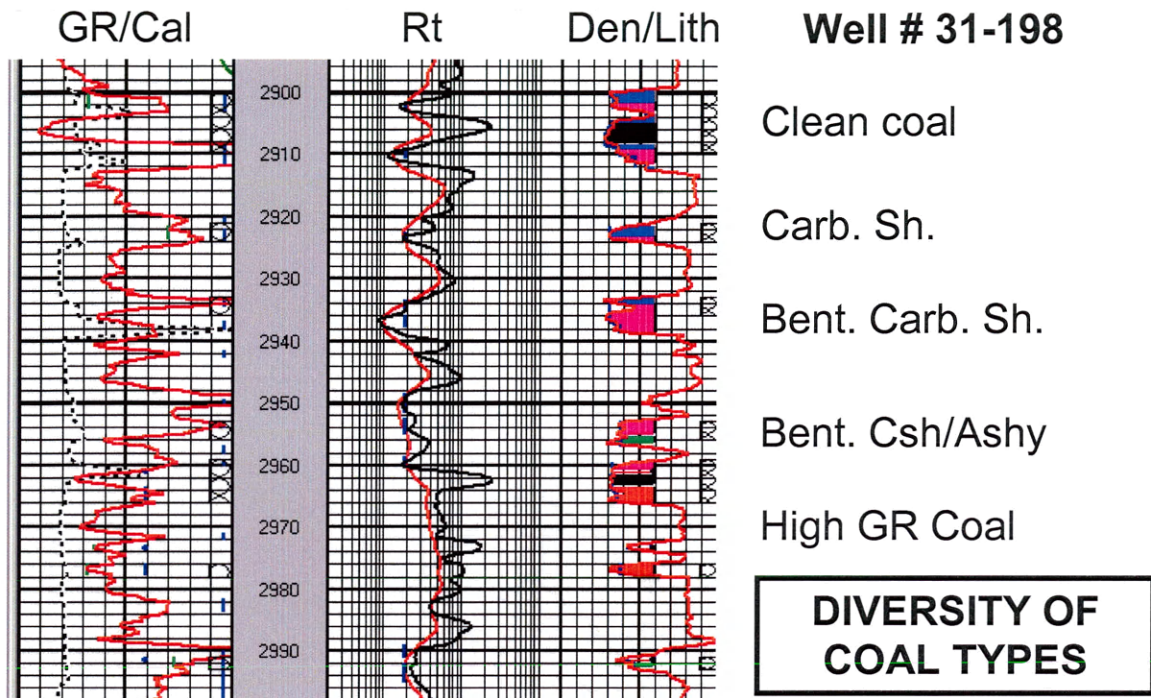 GR/Cal Rt Den/Lith Well # 31-198
2900
Clean coal
2910
2920
Carb. Sh.
2930
Bent. Carb. Sh.
2940
2950
Bent. Csh/Ashy
2960
2970
High GR Coal
2980
DIVERSITY OF
COAL TYPES
2990